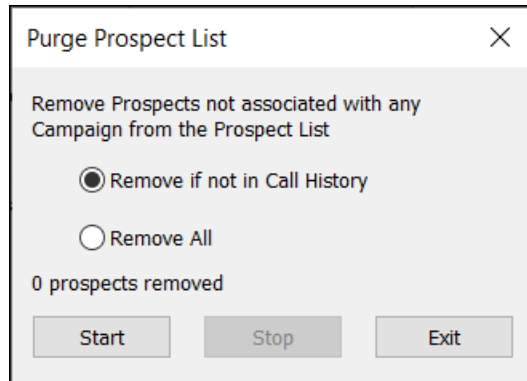 Purge Prospect List
Remove Prospects not associated with any
Campaign from the Prospect List
Remove if not in Call History
Remove All
0 prospects removed
Start Stop Exit